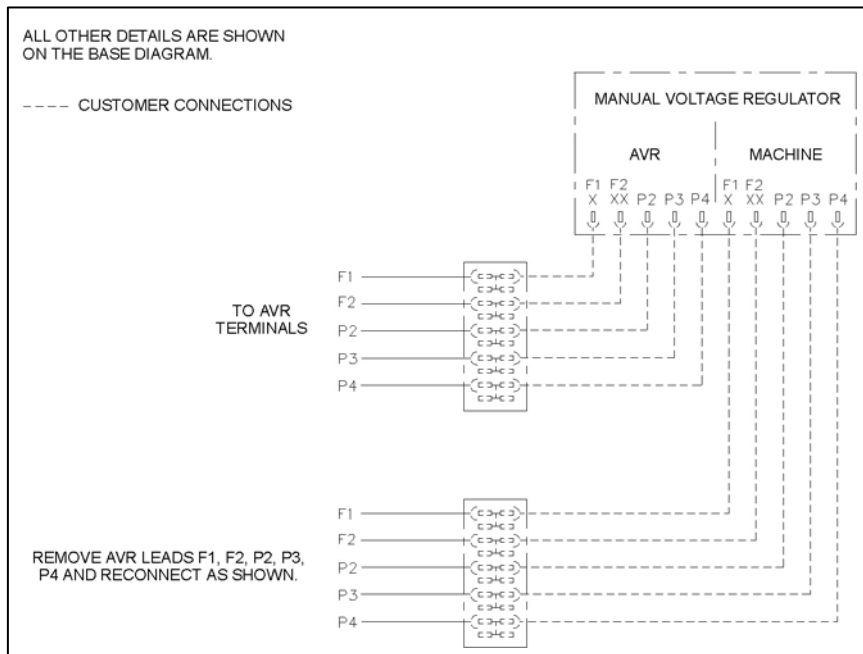 ALL OTHER DETAILS ARE SHOWN
ON THE BASE DIAGRAM.
---- CUSTOMER CONNECTIONS
MANUAL VOLTAGE REGULATOR
AVR MACHINE
F1 F2 F1 F2
X XX P2 P3 P4 X XX P2 P3 P4
F1
F2
TO AVR
TERMINALS
P2
P3
P4
F1
F2
REMOVE AVR LEADS F1, F2, P2, P3,
P4 AND RECONNECT AS SHOWN.
P2
P3
P4